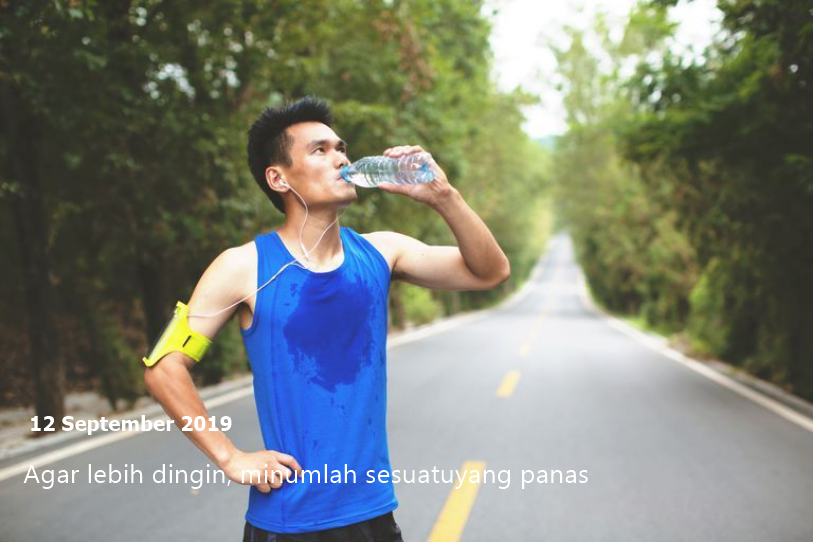 12 September 2019
Agar lebih dingin, minumlah sesuatuyang panas